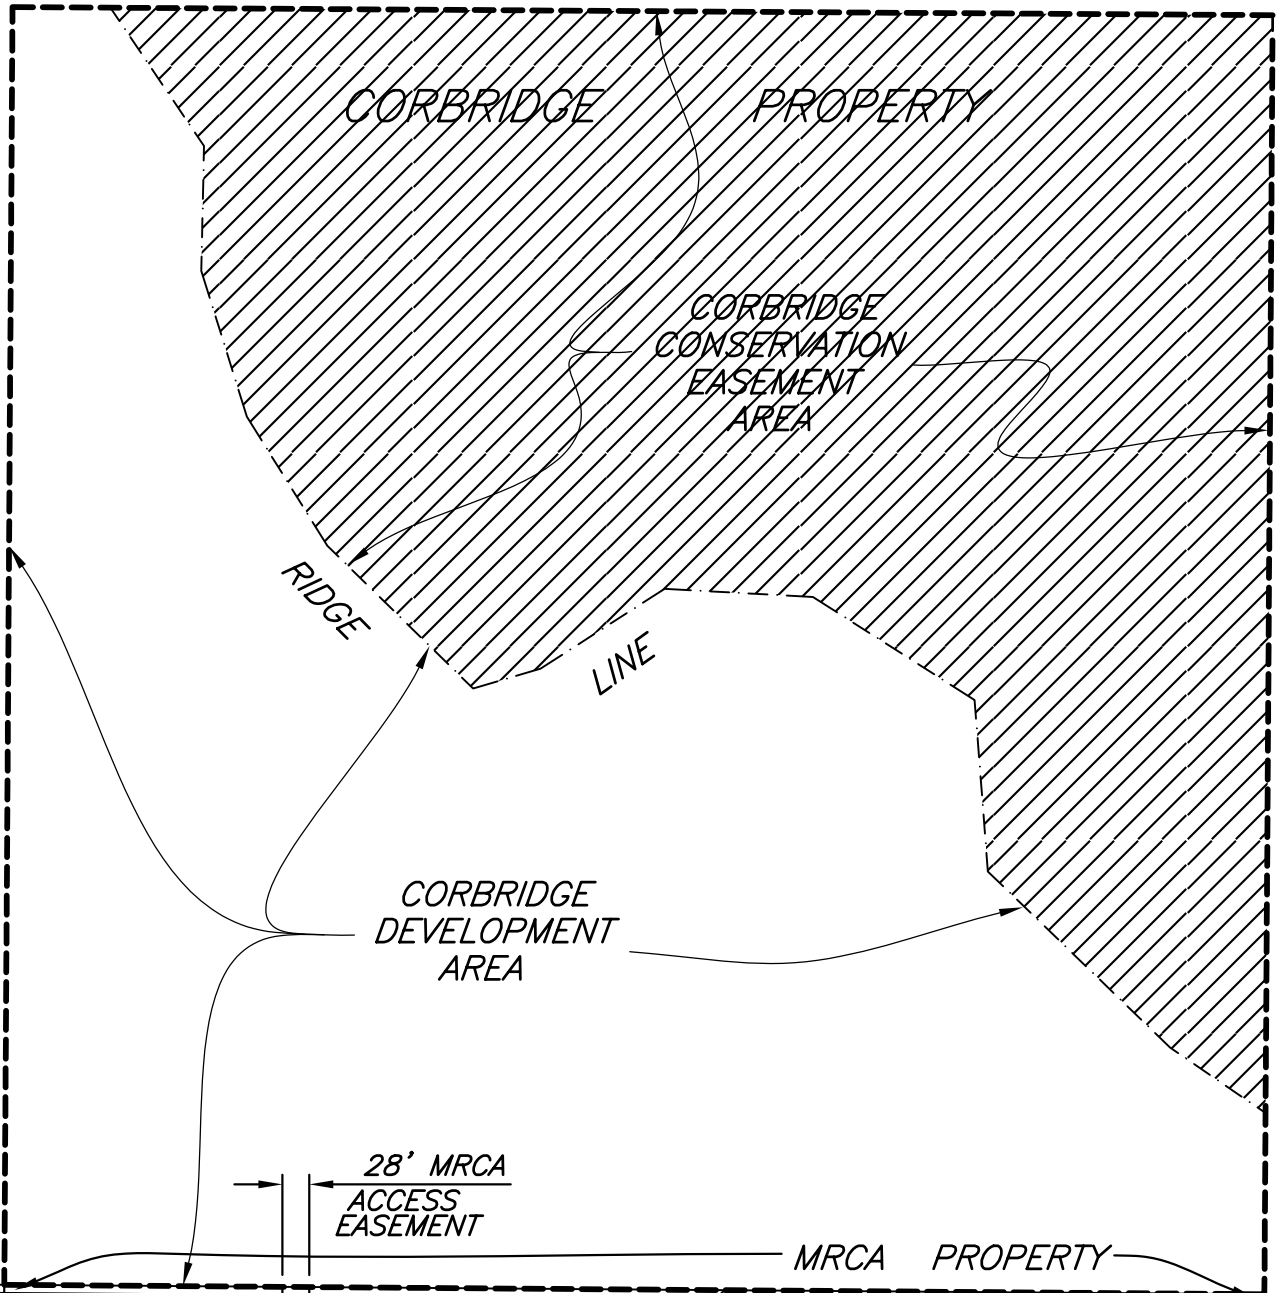 CORBRIDGE PROPERTY
CORBRIDGE
CONSERVATION
EASEMENT
AREA
RIDGE
LINE
CORBRIDGE
DEVELOPMENT
AREA
28' MRCA
ACCESS
EASEMENT
MRCA PROPERTY